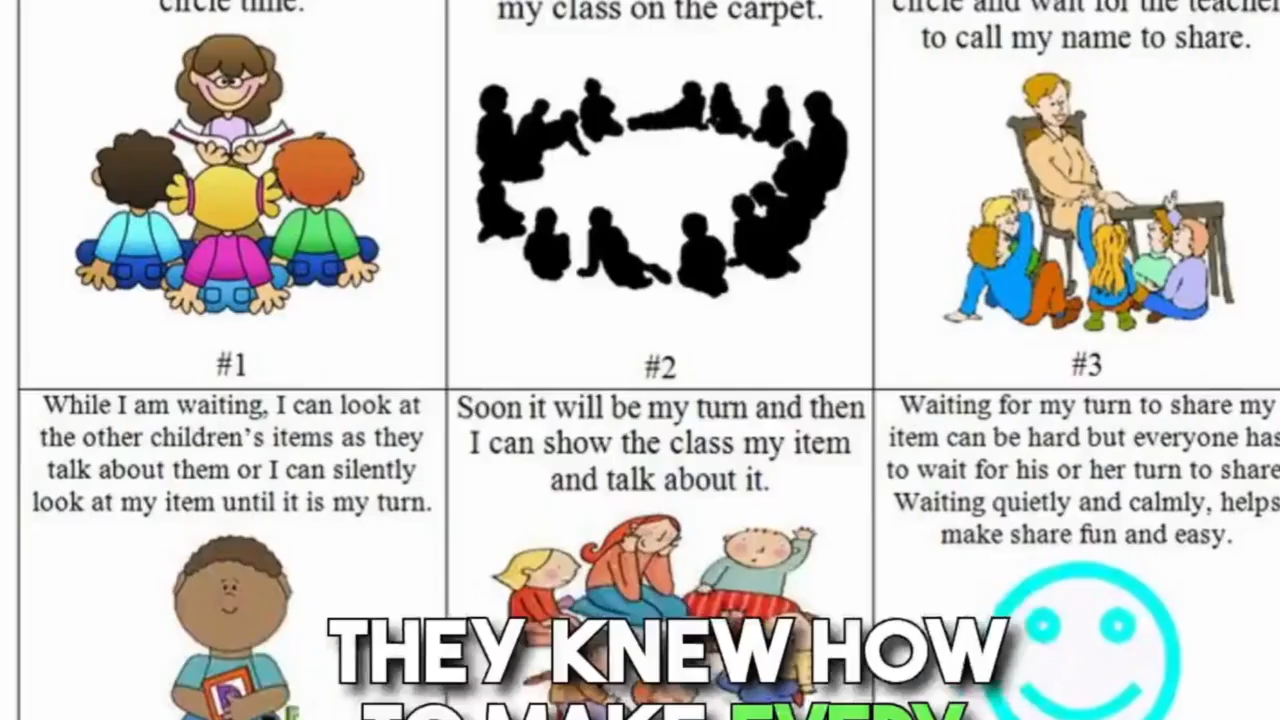 circle time.
my class on the carpet.
circle and wait for the teacher
to call my name to share.
#1
#2
#3
While I am waiting, I can look at
the other children's items as they
talk about them or I can silently
look at my item until it is my turn.
Soon it will be my turn and then
I can show the class my item
and talk about it.
Waiting for my turn to share my
item can be hard but everyone has
to wait for his or her turn to share.
Waiting quietly and calmly, helps
make share fun and easy.
THEY KNEW HOW
TO MAKE EVERY